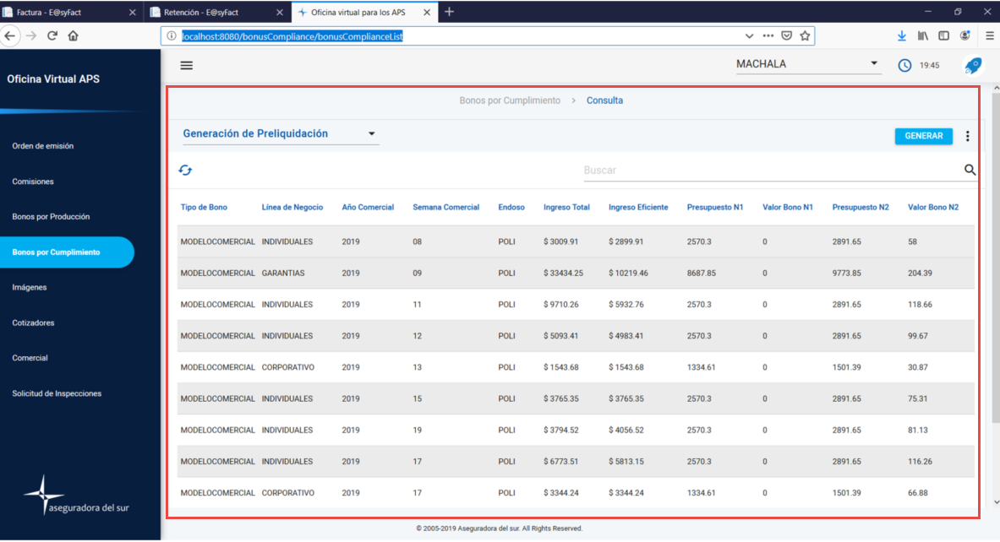 Factura - E@syFact
Retención - E@syFact
Oficina virtual para los APS
localhost:8080/bonusCompliance/bonusComplianceList
Oficina Virtual APS
MACHALA
19:45
Orden de emisión
Comisiones
Bonos por Producción
Bonos por Cumplimiento
Imágenes
Cotizadores
Comercial
Solicitud de Inspecciones
aseguradora del sur
Bonos por Cumplimiento > Consulta
Generación de Preliquidación
GENERAR
Buscar
Tipo de Bono Línea de Negocio Año Comercial Semana Comercial Endoso Ingreso Total Ingreso Eficiente Presupuesto N1 Valor Bono N1 Presupuesto N2 Valor Bono N2
MODELOCOMERCIAL INDIVIDUALES 2019 08 POLI $ 3009.91 $ 2899.91 2570.3 0 2891.65 58
MODELOCOMERCIAL GARANTIAS 2019 09 POLI $ 33434.25 $ 10219.46 8687.85 0 9773.85 204.39
MODELOCOMERCIAL INDIVIDUALES 2019 11 POLI $ 9710.26 $ 5932.76 2570.3 0 2891.65 118.66
MODELOCOMERCIAL INDIVIDUALES 2019 12 POLI $ 5093.41 $ 4983.41 2570.3 0 2891.65 99.67
MODELOCOMERCIAL CORPORATIVO 2019 13 POLI $ 1543.68 $ 1543.68 1334.61 0 1501.39 30.87
MODELOCOMERCIAL INDIVIDUALES 2019 15 POLI $ 3765.35 $ 3765.35 2570.3 0 2891.65 75.31
MODELOCOMERCIAL INDIVIDUALES 2019 19 POLI $ 3794.52 $ 4056.52 2570.3 0 2891.65 81.13
MODELOCOMERCIAL INDIVIDUALES 2019 17 POLI $ 6773.51 $ 5813.15 2570.3 0 2891.65 116.26
MODELOCOMERCIAL CORPORATIVO 2019 17 POLI $ 3344.24 $ 3344.24 1334.61 0 1501.39 66.88
© 2005-2019 Aseguradora del sur. All Rights Reserved.